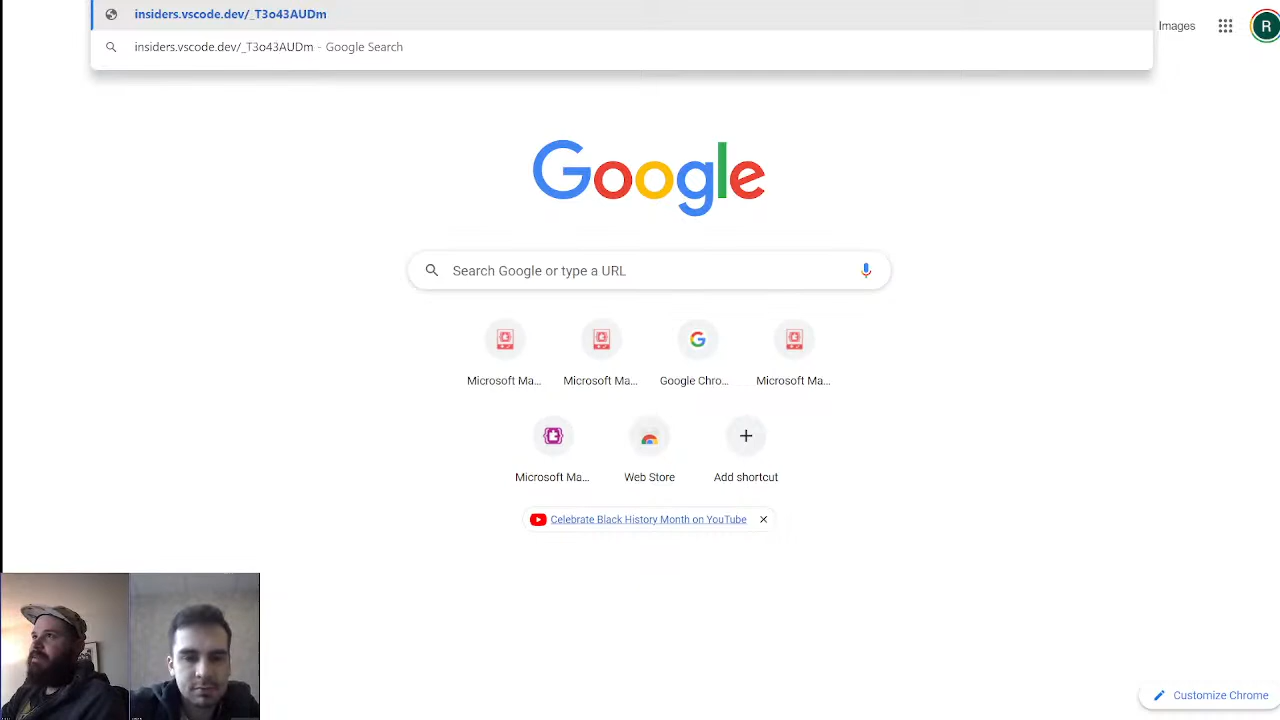 insiders.vscode.dev/_T3o43AUDm
insiders.vscode.dev/_T3o43AUDm - Google Search
Images
R
Google
Search Google or type a URL
Microsoft Ma...
Microsoft Ma...
Google Chro...
Microsoft Ma...
Microsoft Ma...
Web Store
Add shortcut
Celebrate Black History Month on YouTube
Customize Chrome